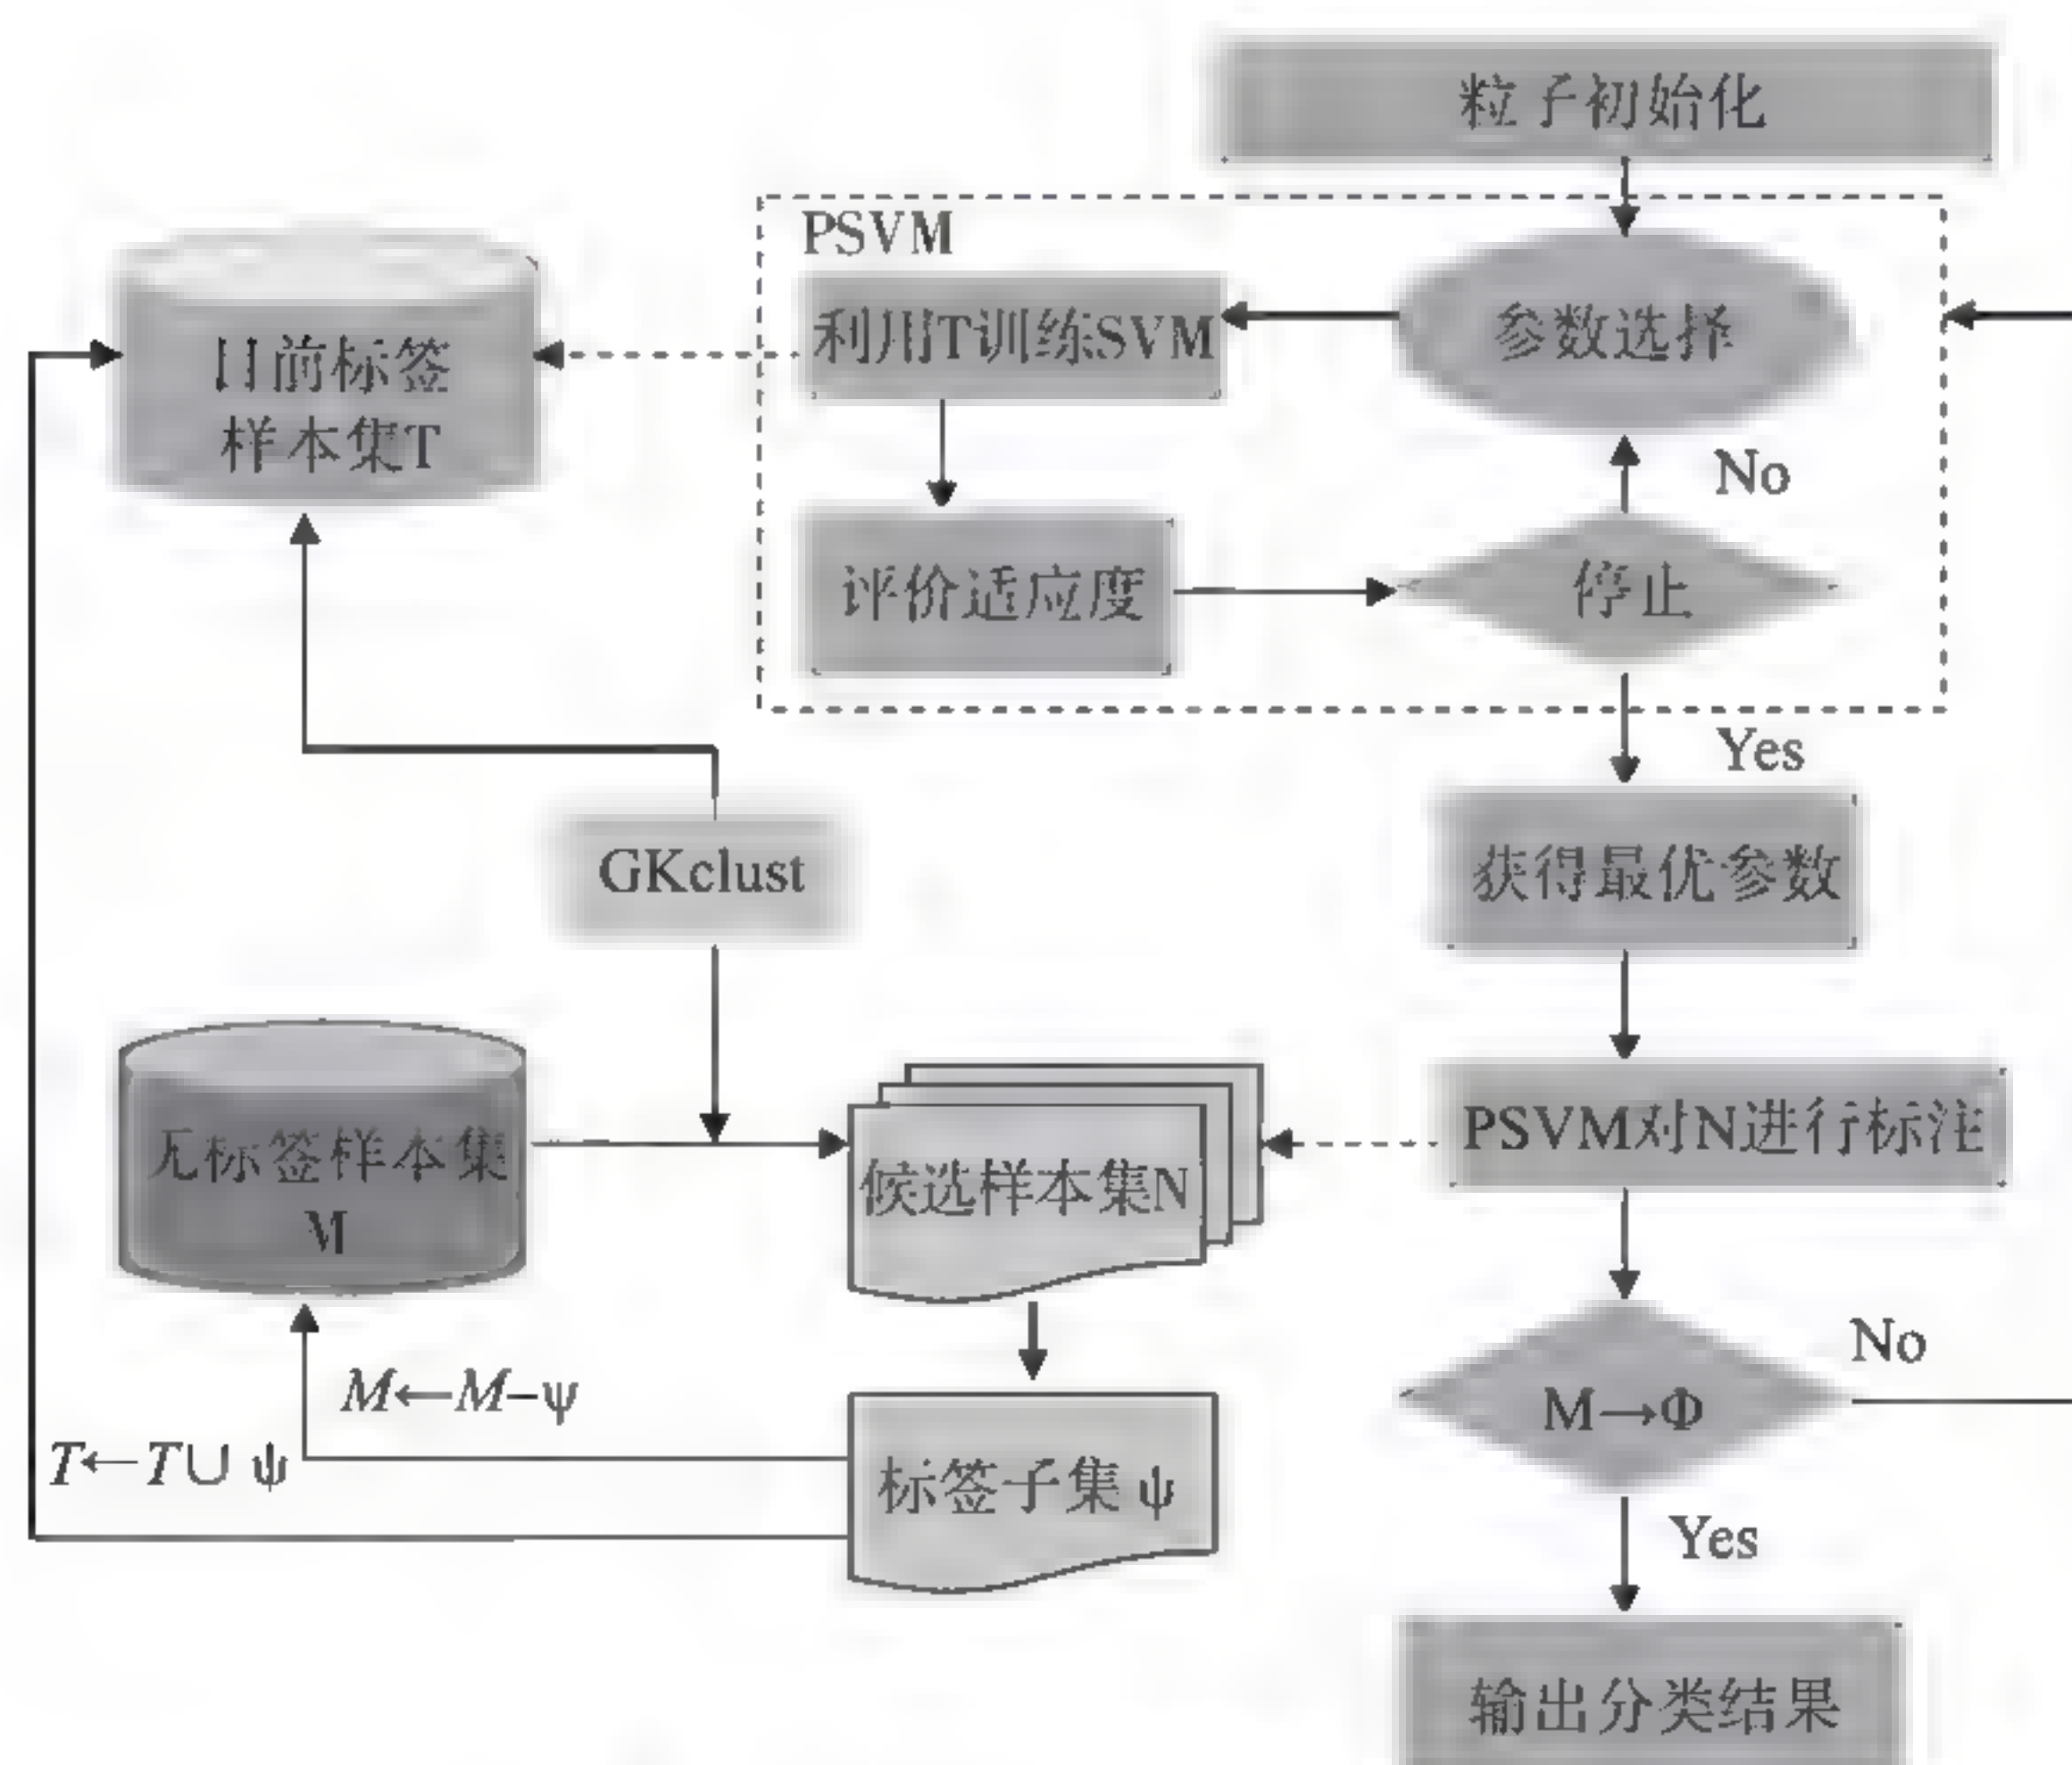 粒子初始化
PSVM
利用T训练SVM
参数选择
目前标签
样本集T
No
评价适应度
停止
Yes
GKclust
获得最优参数
无标签样本集
M
候选样本集N
PSVM对N进行标注
M←M–ψ
No
M→Φ
T←T∪ ψ
标签子集 ψ
Yes
输出分类结果